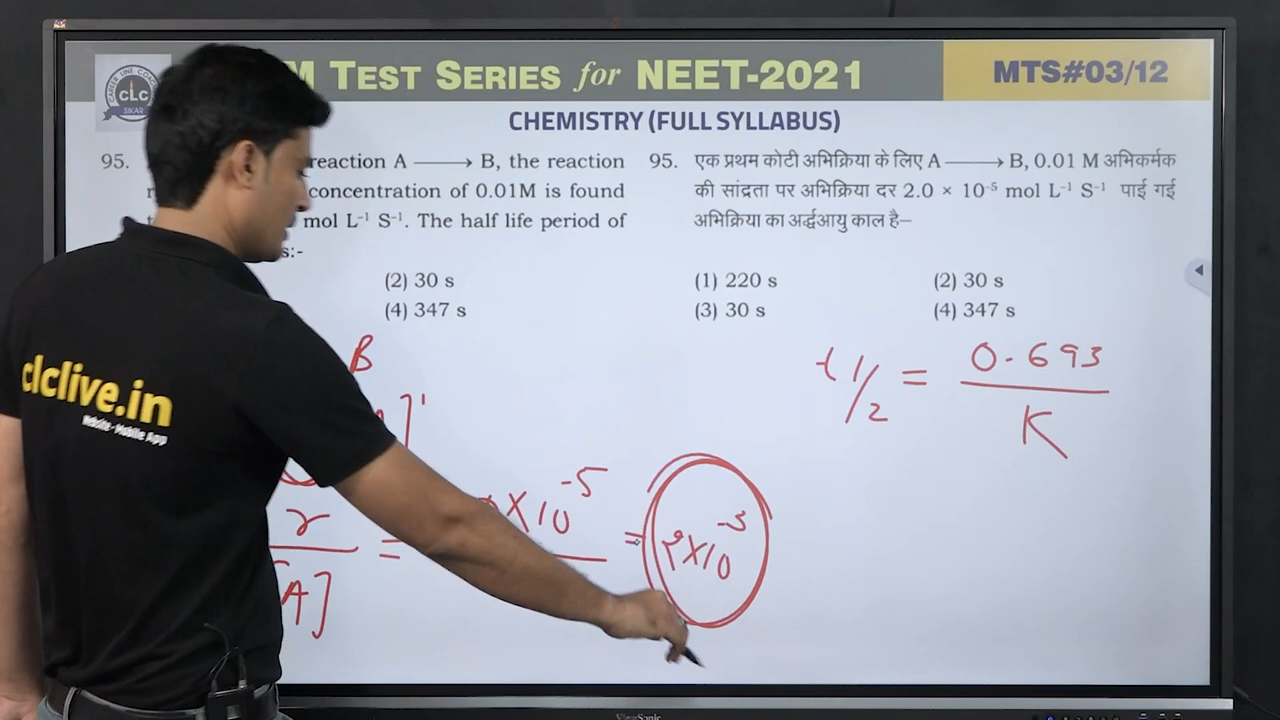 M TEST SERIES for NEET-2021
MTS#03/12
CLC
SIKAR
CHEMISTRY (FULL SYLLABUS)
95. reaction A ⟶ B, the reaction
concentration of 0.01M is found
mol L⁻¹ S⁻¹. The half life period of
s:-
(2) 30 s
(4) 347 s
95. एक प्रथम कोटी अभिक्रिया के लिए A ⟶ B, 0.01 M अभिकर्मक
की सांद्रता पर अभिक्रिया दर 2.0 × 10⁻⁵ mol L⁻¹ S⁻¹ पाई गई
अभिक्रिया का अर्द्धआयु काल है–
(1) 220 s (2) 30 s
(3) 30 s (4) 347 s
B
]¹
t 1/2 = 0.693 / K
r / [A] = × 10⁻⁵ = 2×10⁻³
clclive.in
Website • Mobile App
ViewSonic